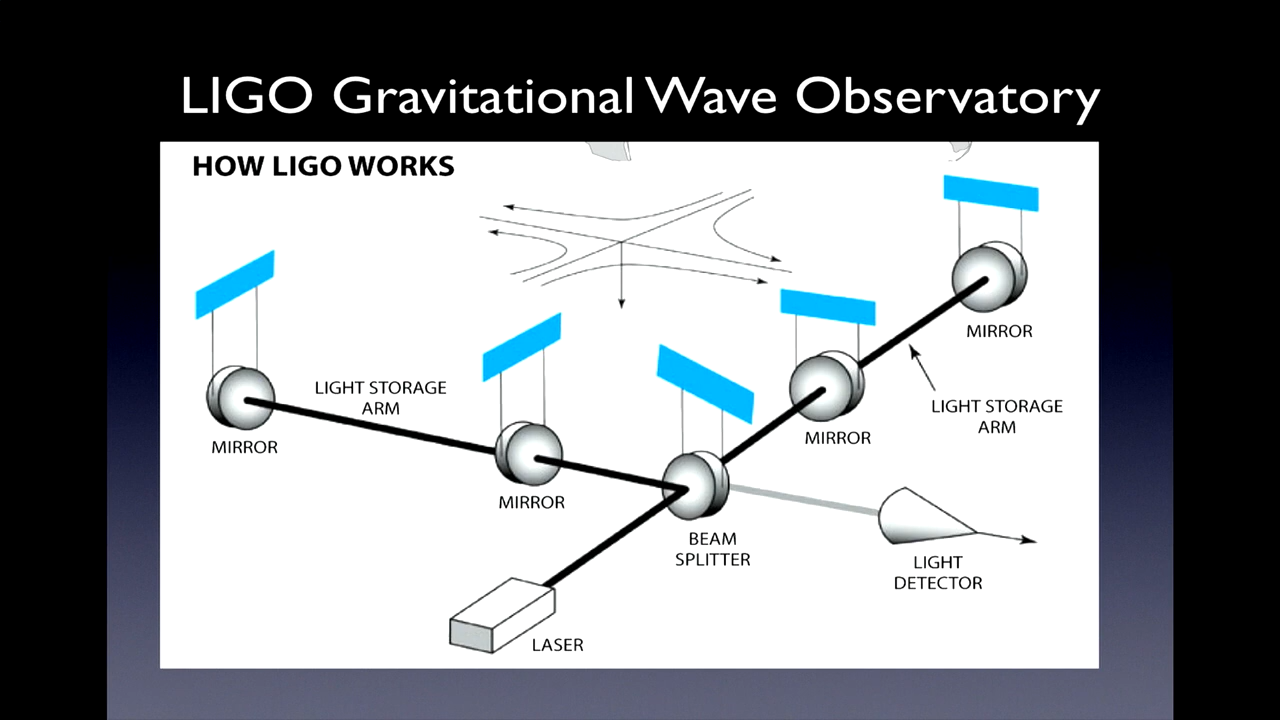 LIGO Gravitational Wave Observatory
HOW LIGO WORKS
MIRROR
LIGHT STORAGE
ARM
MIRROR
LIGHT STORAGE
ARM
MIRROR
MIRROR
BEAM
SPLITTER
LIGHT
DETECTOR
LASER